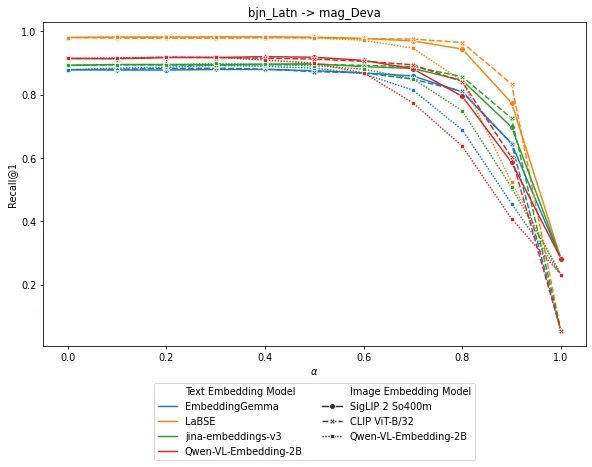 bjn_Latn -> mag_Deva
Recall@1
1.0
0.8
0.6
0.4
0.2
0.0 0.2 0.4 0.6 0.8 1.0
α
Text Embedding Model Image Embedding Model
EmbeddingGemma SigLIP 2 So400m
LaBSE CLIP ViT-B/32
jina-embeddings-v3 Qwen-VL-Embedding-2B
Qwen-VL-Embedding-2B